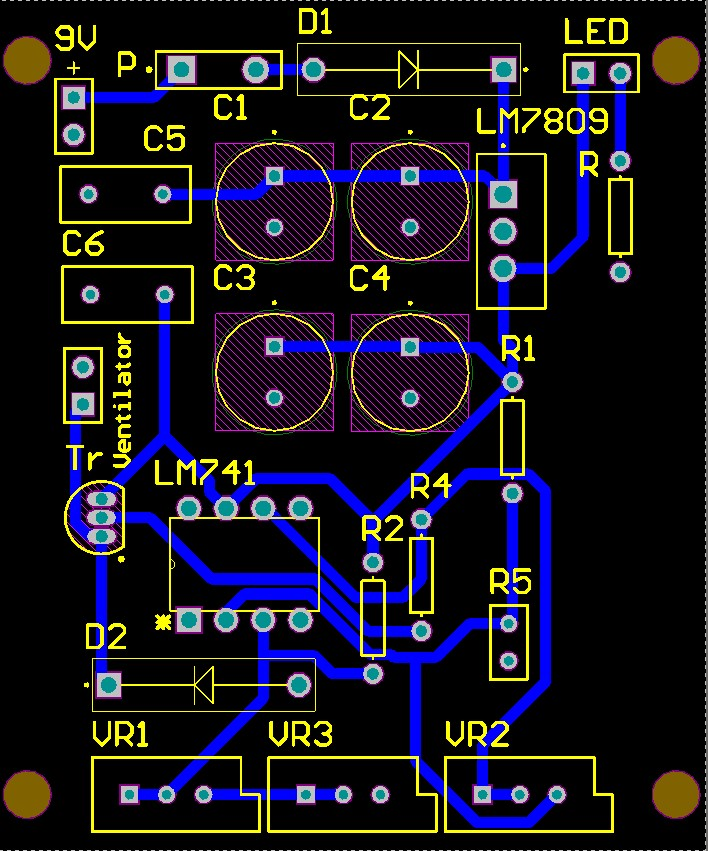 D1
9V
LED
+
P
C1
C2
LM7809
C5
R
C6
C3
C4
Ventilator
R1
Tr
LM741
R4
R2
R5
D2
VR1
VR3
VR2